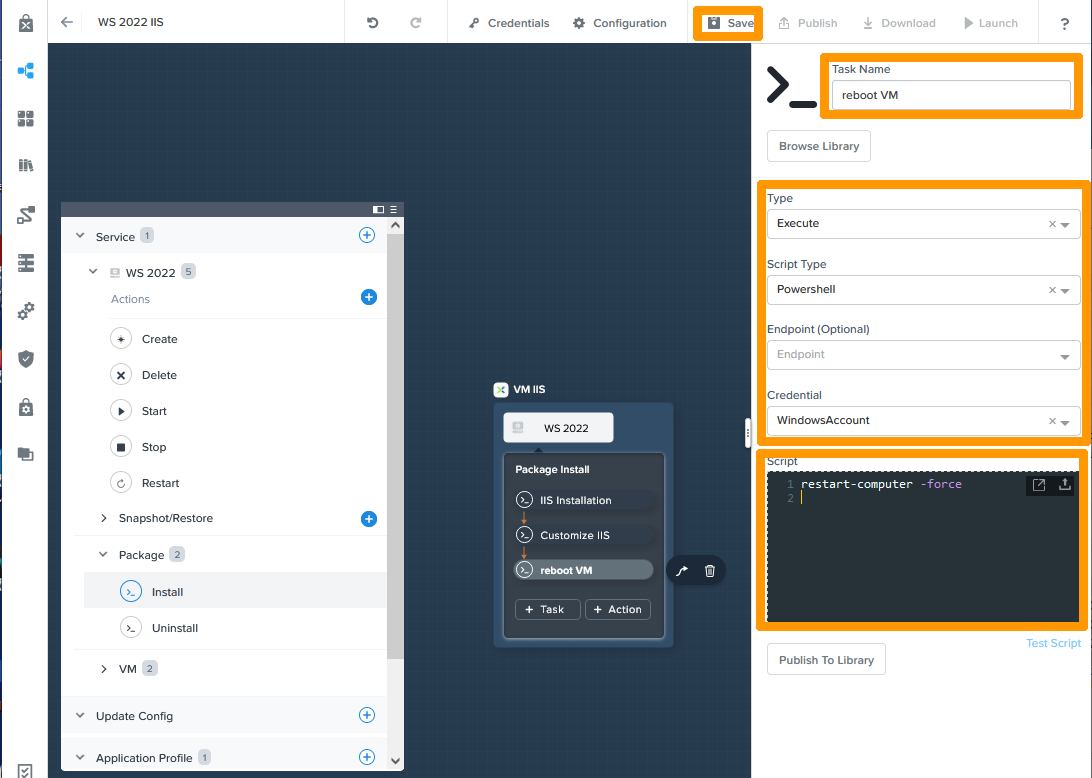 WS 2022 IIS
Credentials
Configuration
Save
Publish
Download
Launch
?
Task Name
reboot VM
Browse Library
Type
Execute
Script Type
Powershell
Endpoint (Optional)
Endpoint
Credential
WindowsAccount
Script
1 restart-computer -force
2
Test Script
Publish To Library
Service 1
WS 2022 5
Actions
Create
Delete
Start
Stop
Restart
Snapshot/Restore
Package 2
Install
Uninstall
VM 2
Update Config
Application Profile 1
VM IIS
WS 2022
Package Install
IIS Installation
Customize IIS
reboot VM
+ Task
+ Action